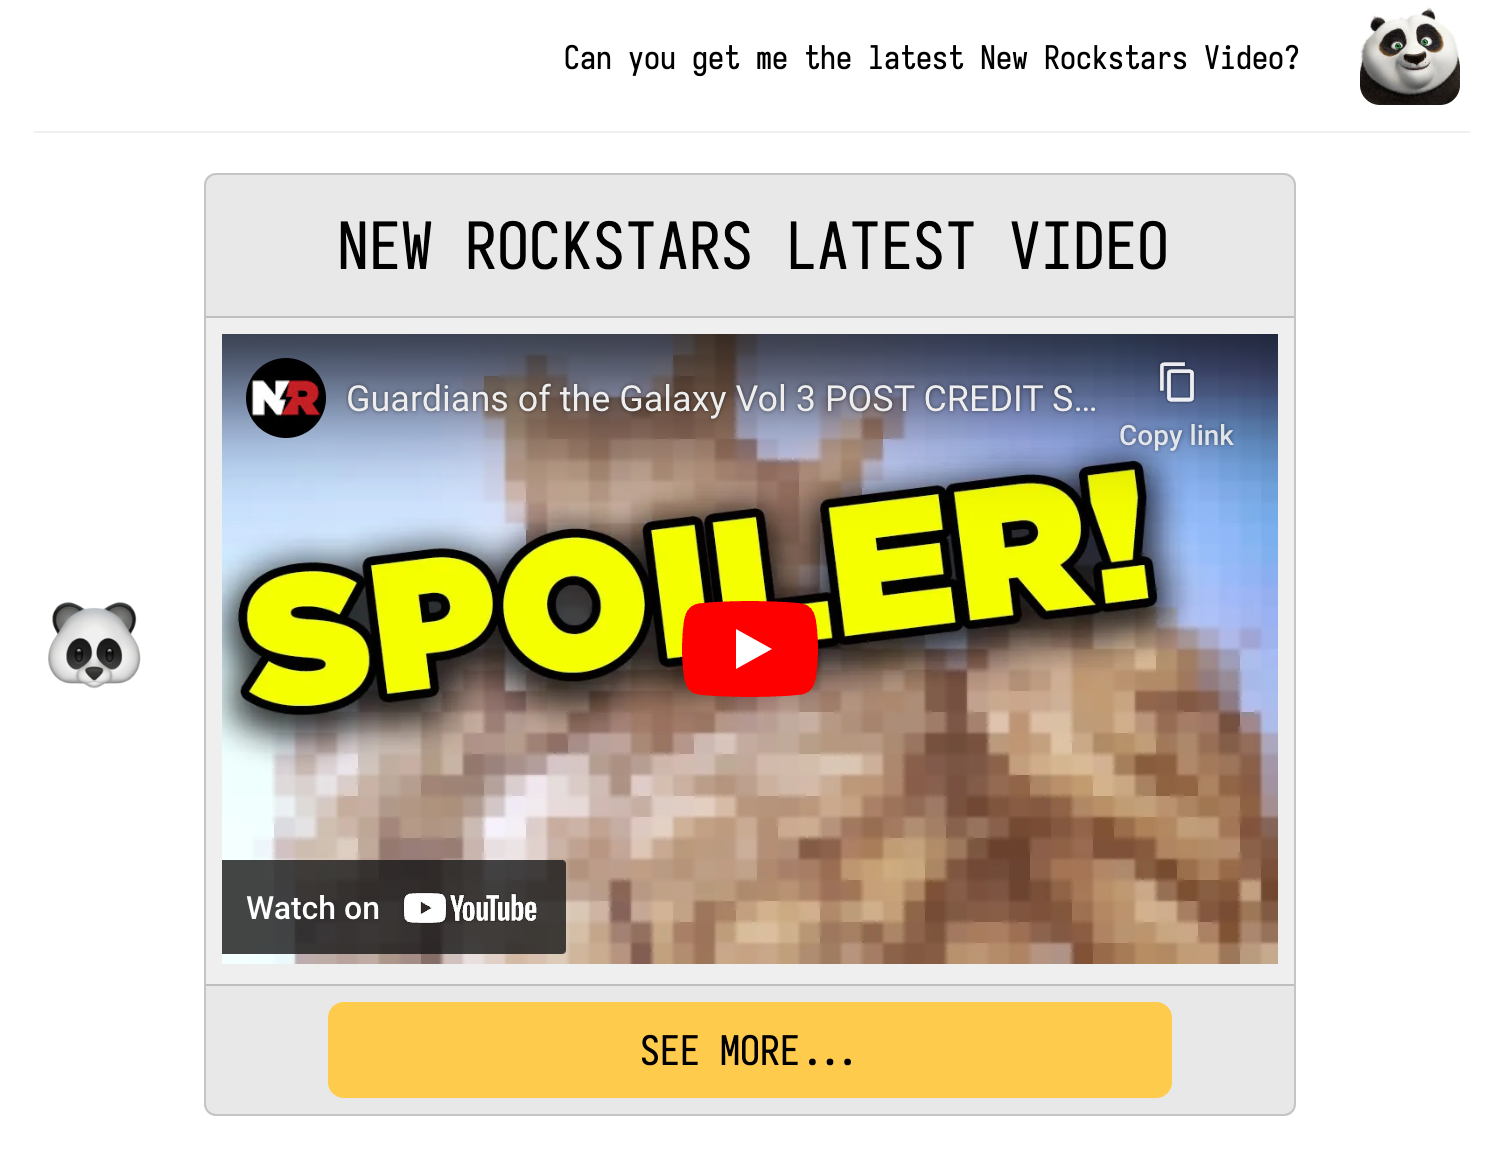 Can you get me the latest New Rockstars Video?
NEW ROCKSTARS LATEST VIDEO
NR
Guardians of the Galaxy Vol 3 POST CREDIT S...
Copy link
SPOILER!
Watch on YouTube
SEE MORE...